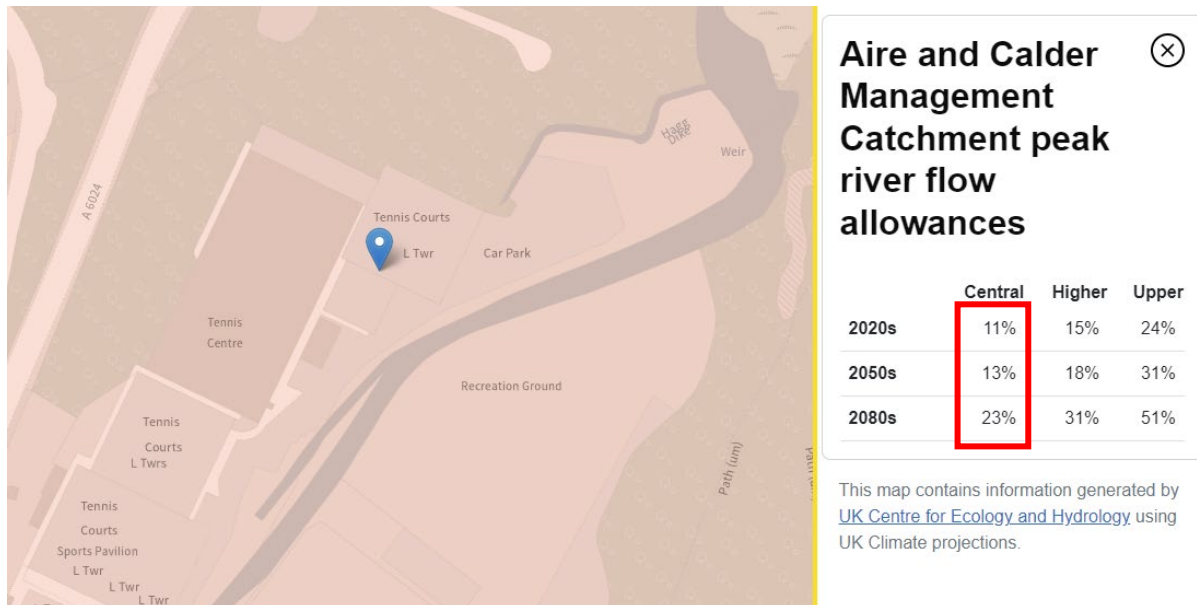 A 6024
Hagg
Dike
Weir
Tennis Courts
L Twr
Car Park
Tennis
Centre
Recreation Ground
Tennis
Courts
L Twrs
Path (um)
Path (um)
Tennis
Courts
Sports Pavilion
L Twr
L Twr
L Twr
Aire and Calder
Management
Catchment peak
river flow
allowances
Central Higher Upper
2020s 11% 15% 24%
2050s 13% 18% 31%
2080s 23% 31% 51%
This map contains information generated by
UK Centre for Ecology and Hydrology using
UK Climate projections.